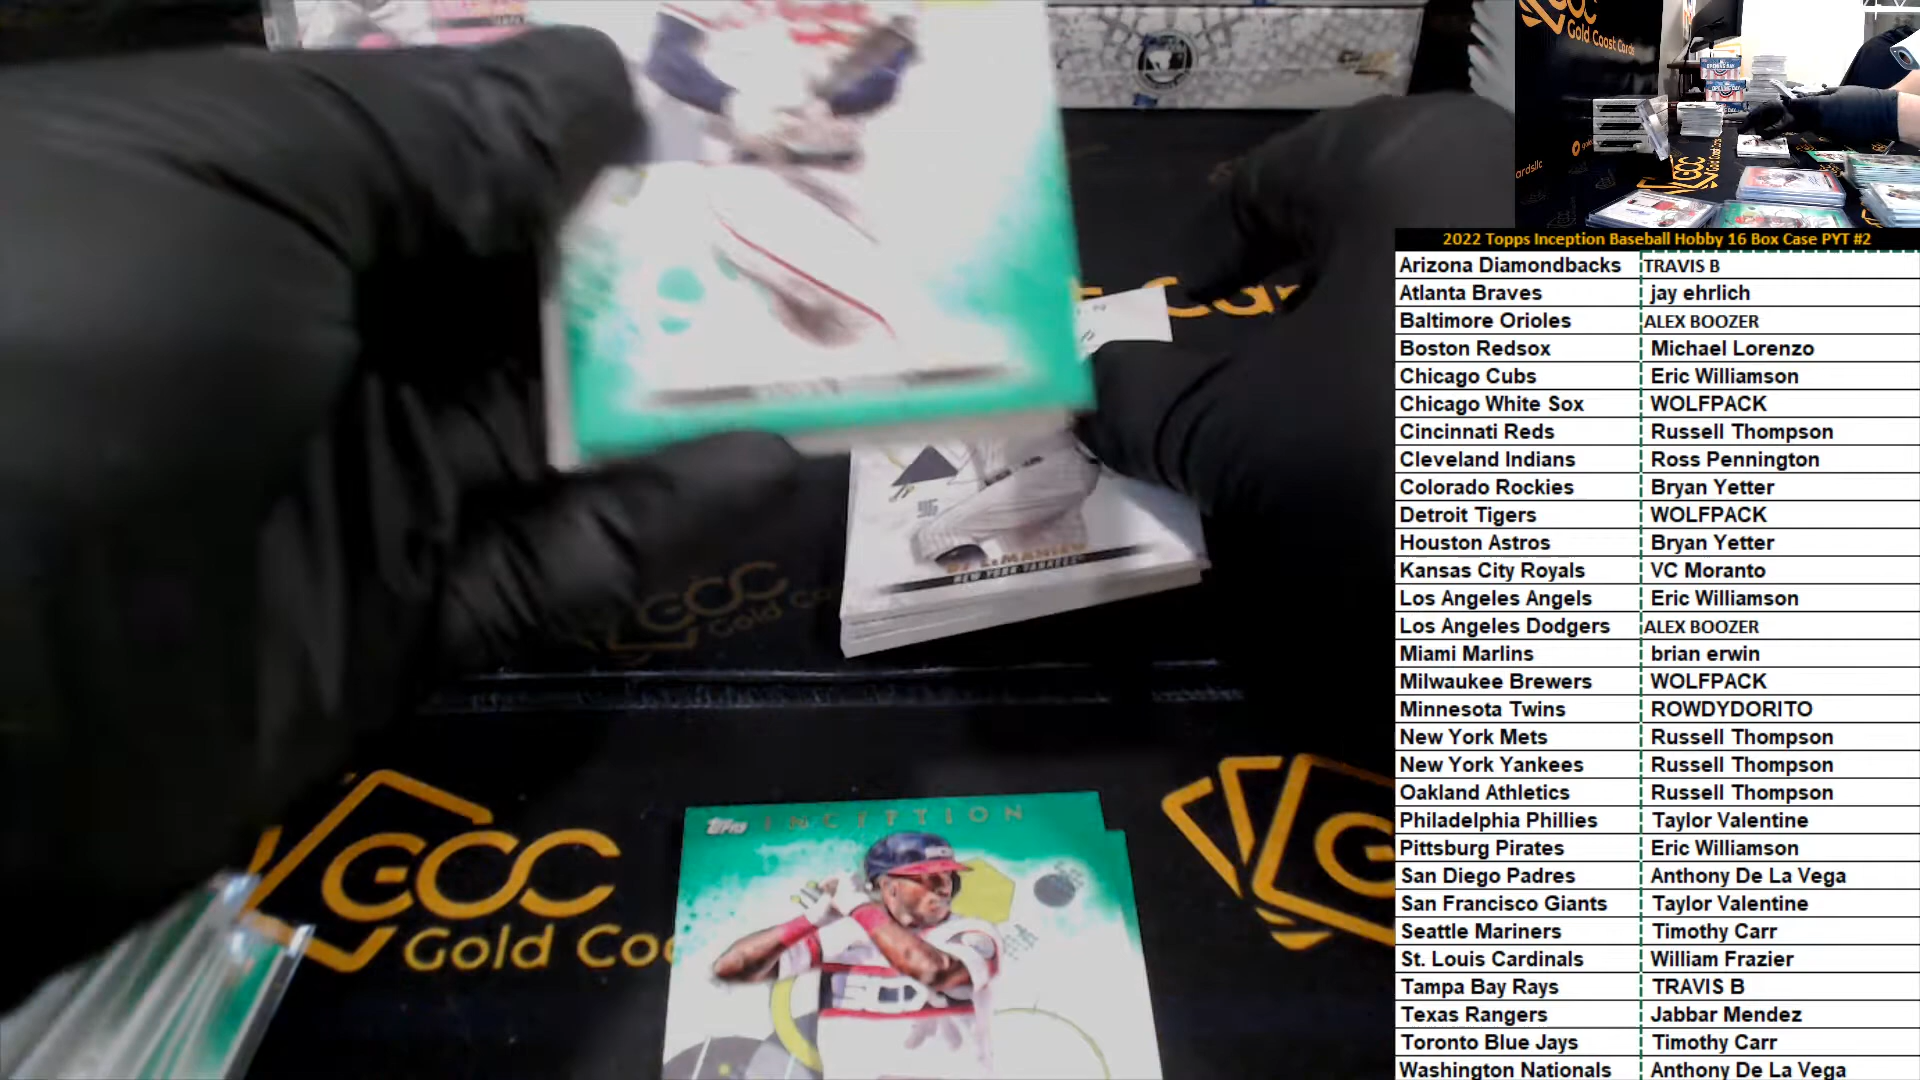 GCC
Gold Coast Cards
2022 Topps Inception Baseball Hobby 16 Box Case PYT #2
Arizona Diamondbacks TRAVIS B
Atlanta Braves jay ehrlich
Baltimore Orioles ALEX BOOZER
Boston Redsox Michael Lorenzo
Chicago Cubs Eric Williamson
Chicago White Sox WOLFPACK
Cincinnati Reds Russell Thompson
Cleveland Indians Ross Pennington
Colorado Rockies Bryan Yetter
Detroit Tigers WOLFPACK
Houston Astros Bryan Yetter
Kansas City Royals VC Moranto
Los Angeles Angels Eric Williamson
Los Angeles Dodgers ALEX BOOZER
Miami Marlins brian erwin
Milwaukee Brewers WOLFPACK
Minnesota Twins ROWDYDORITO
New York Mets Russell Thompson
New York Yankees Russell Thompson
Oakland Athletics Russell Thompson
Philadelphia Phillies Taylor Valentine
Pittsburg Pirates Eric Williamson
San Diego Padres Anthony De La Vega
San Francisco Giants Taylor Valentine
Seattle Mariners Timothy Carr
St. Louis Cardinals William Frazier
Tampa Bay Rays TRAVIS B
Texas Rangers Jabbar Mendez
Toronto Blue Jays Timothy Carr
Washington Nationals Anthony De La Vega
DJ LeMAHIEU
NEW YORK YANKEES
GCC
Gold Co
Topps INCEPTION
SOX
GCC
Gold Coa